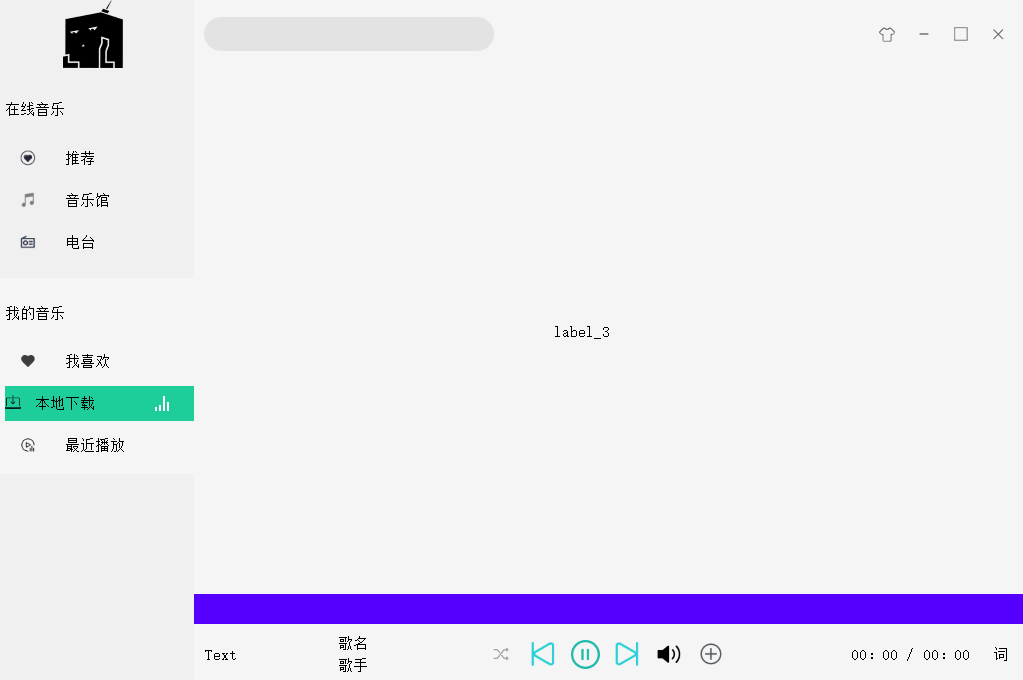 在线音乐
推荐
音乐馆
电台
我的音乐
我喜欢
本地下载
最近播放
label_3
Text
歌名
歌手
00: 00 / 00: 00
词